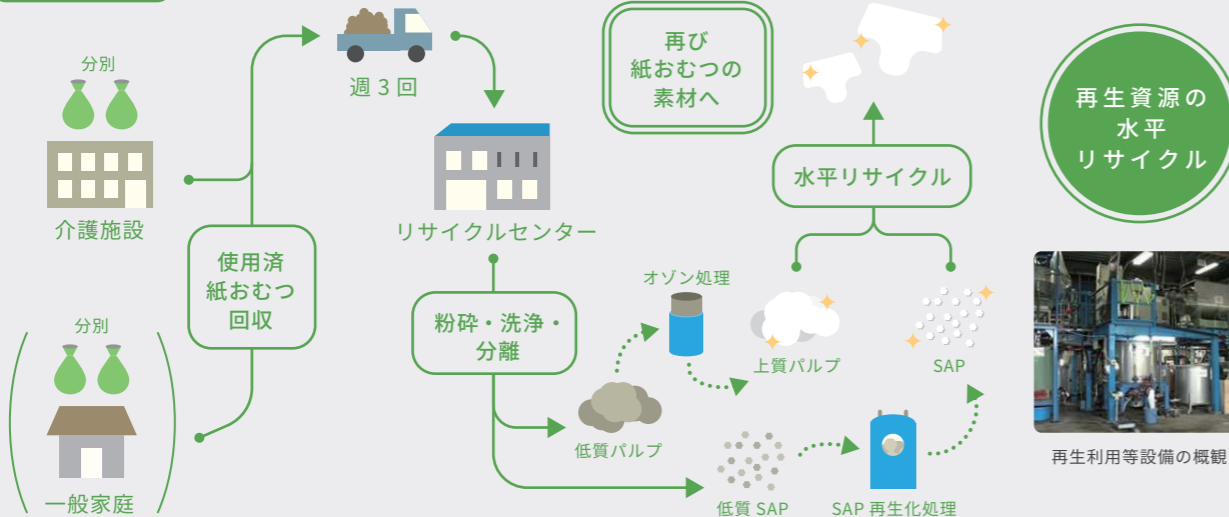 分別
介護施設
分別
一般家庭
使用済
紙おむつ
回収
週 3 回
リサイクルセンター
粉砕・洗浄・
分離
低質パルプ
オゾン処理
上質パルプ
低質 SAP
SAP 再生化処理
SAP
水平リサイクル
再び
紙おむつの
素材へ
再生資源の
水平
リサイクル
再生利用等設備の概観